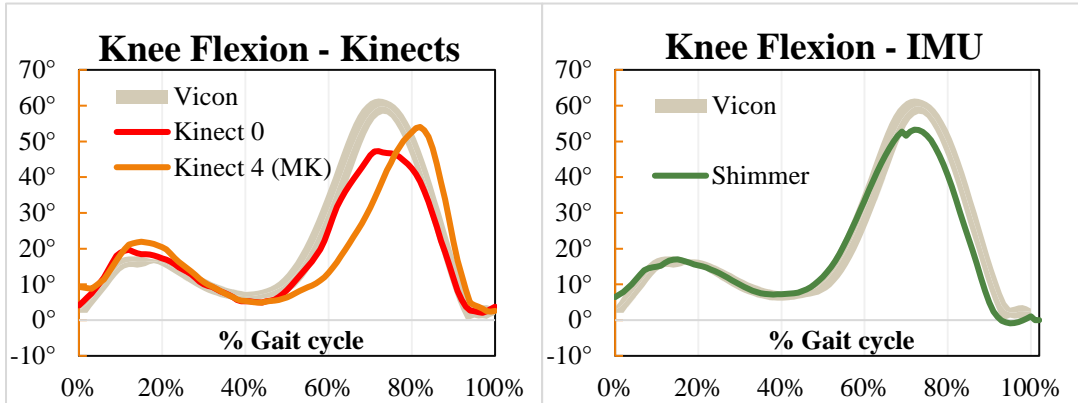 Knee Flexion - Kinects
70°
60°
50°
40°
30°
20°
10°
0°
-10°
Vicon
Kinect 0
Kinect 4 (MK)
% Gait cycle
0% 20% 40% 60% 80% 100%
Knee Flexion - IMU
70°
60°
50°
40°
30°
20°
10°
0°
-10°
Vicon
Shimmer
% Gait cycle
0% 20% 40% 60% 80% 100%